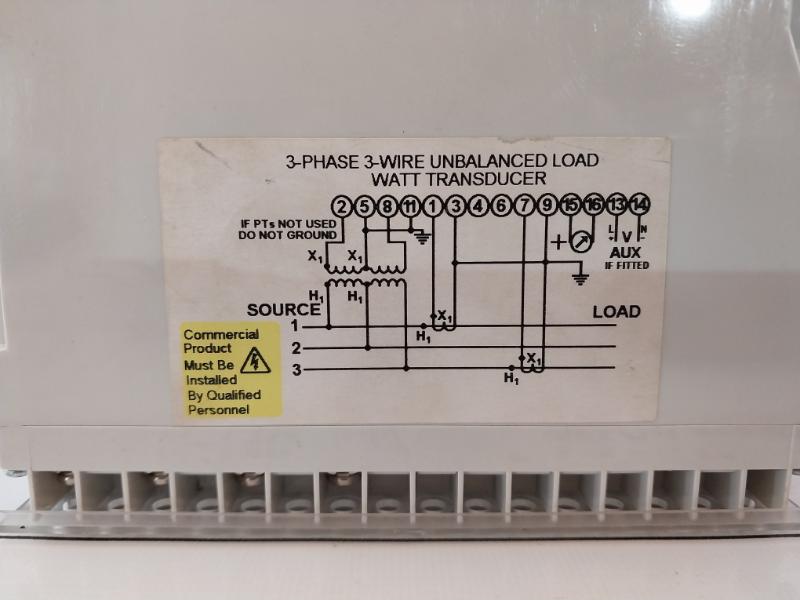 3-PHASE 3-WIRE UNBALANCED LOAD
WATT TRANSDUCER
2 5 8 11 1 3 4 6 7 9 15 16 13 14
IF PTs NOT USED
DO NOT GROUND
+
L V N
+ -
AUX
IF FITTED
X1 X1
H1 H1
SOURCE
LOAD
X1
1
H1
2
X1
3
H1
Commercial
Product
Must Be
Installed
By Qualified
Personnel